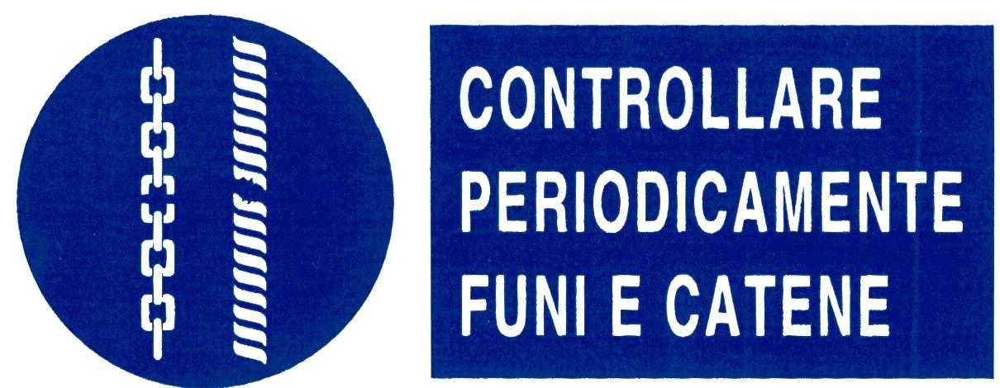 CONTROLLARE
PERIODICAMENTE
FUNI E CATENE